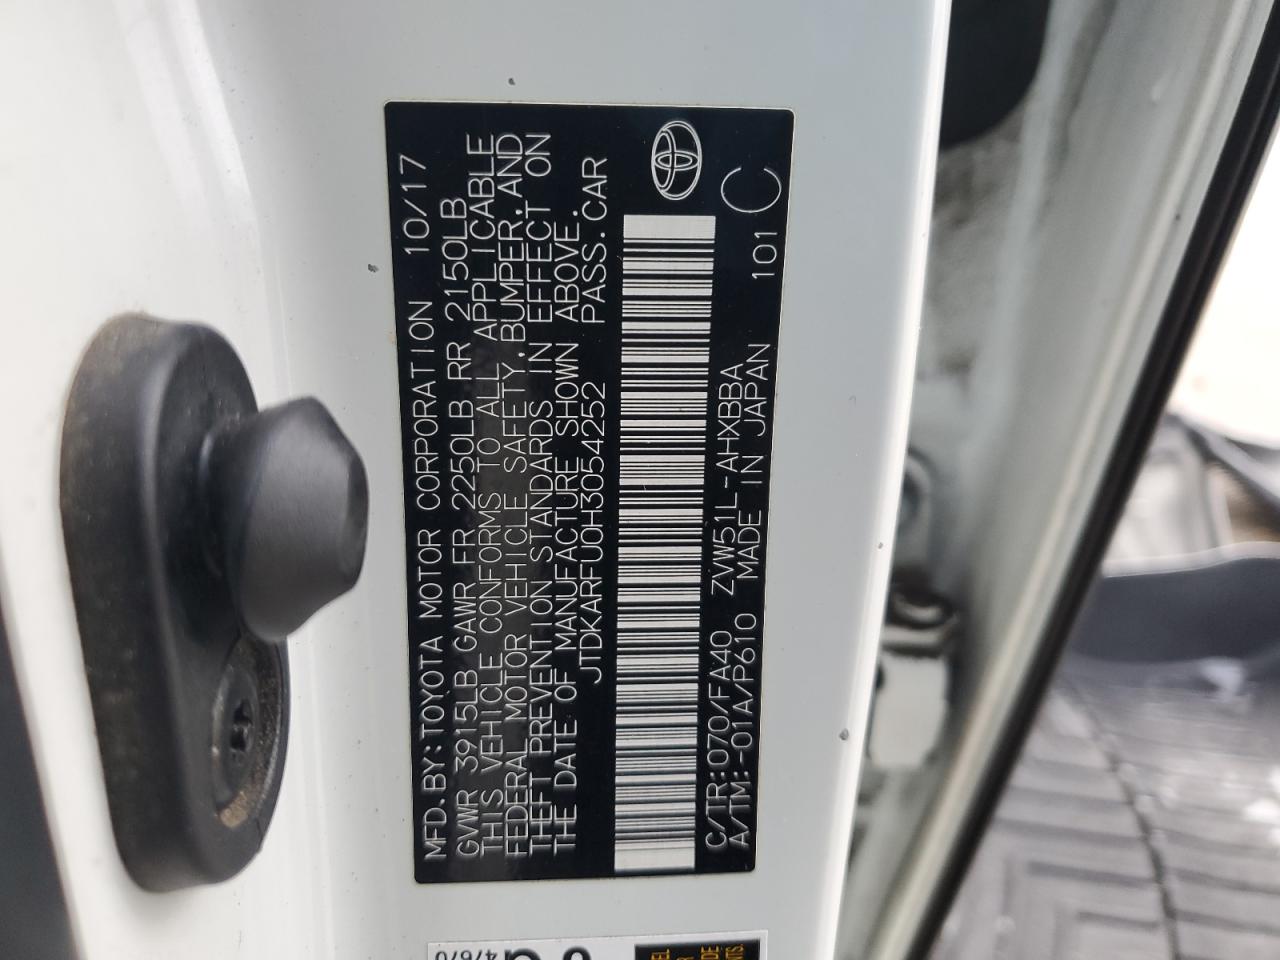 MFD.BY:TOYOTA MOTOR CORPORATION 10/17
GVWR 3915LB GAWR FR 2250LB RR 2150LB
THIS VEHICLE CONFORMS TO ALL APPLICABLE
FEDERAL MOTOR VEHICLE SAFETY,BUMPER,AND
THEFT PREVENTION STANDARDS IN EFFECT ON
THE DATE OF MANUFACTURE SHOWN ABOVE.
JTDKARFU0H3054252 PASS.CAR
C/TR:070/FA40 ZVW51L-AHXBBA
A/TM:-01A/P610 MADE IN JAPAN 101 C